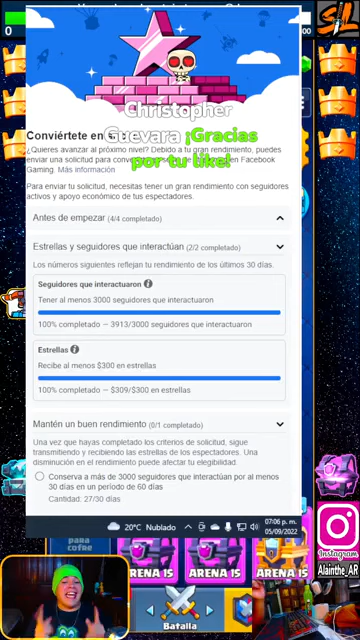 0
SL
Christopher
Conviértete en
Guevara ¡Gracias
por tu like!
¿Quieres avanzar al próximo nivel? Debido a tu gran rendimiento, puedes
enviar una solicitud para
en Facebook
Gaming. Más información
Para enviar tu solicitud, necesitas tener un gran rendimiento con seguidores
activos y apoyo económico de tus espectadores.
Antes de empezar (4/4 completado)
Estrellas y seguidores que interactúan (2/2 completado)
Los números siguientes reflejan tu rendimiento de los últimos 30 días.
Seguidores que interactuaron
Tener al menos 3000 seguidores que interactuaron
100% completado — 3913/3000 seguidores que interactuaron
Estrellas
Recibe al menos $300 en estrellas
100% completado — $309/$300 en estrellas
Mantén un buen rendimiento (0/1 completado)
Una vez que hayas completado los criterios de solicitud, sigue
transmitiendo y recibiendo las estrellas de los espectadores. Una
disminución en el rendimiento puede afectar tu elegibilidad.
Conserva a más de 3000 seguidores que interactúan por al menos
30 días en un período de 60 días
Cantidad: 27/30 días
20°C Nublado
07:06 p. m.
05/09/2022
para
cofre
ARENA 15
ARENA 15
ARENA 15
Instagram
Alainthe_AR
Batalla